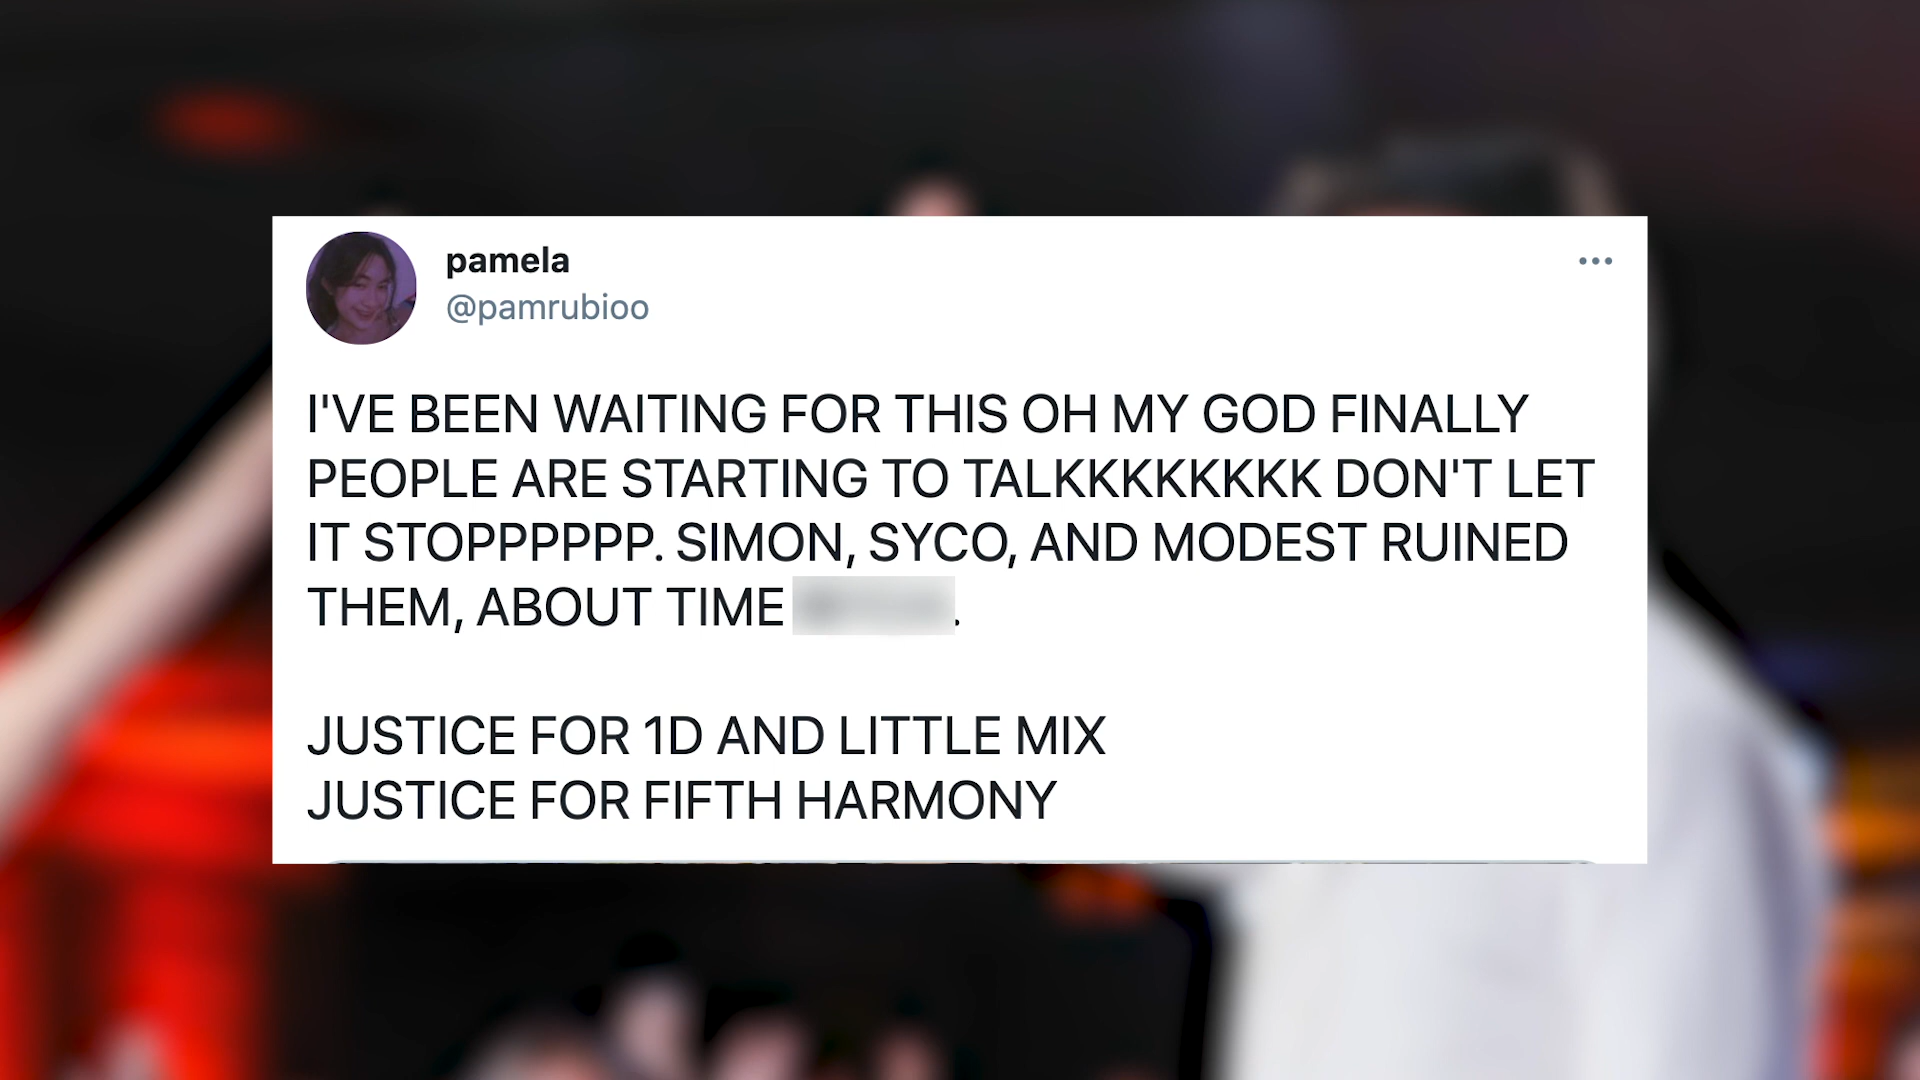 pamela
@pamrubioo
I'VE BEEN WAITING FOR THIS OH MY GOD FINALLY
PEOPLE ARE STARTING TO TALKKKKKKKK DON'T LET
IT STOPPPPPP. SIMON, SYCO, AND MODEST RUINED
THEM, ABOUT TIME .
JUSTICE FOR 1D AND LITTLE MIX
JUSTICE FOR FIFTH HARMONY